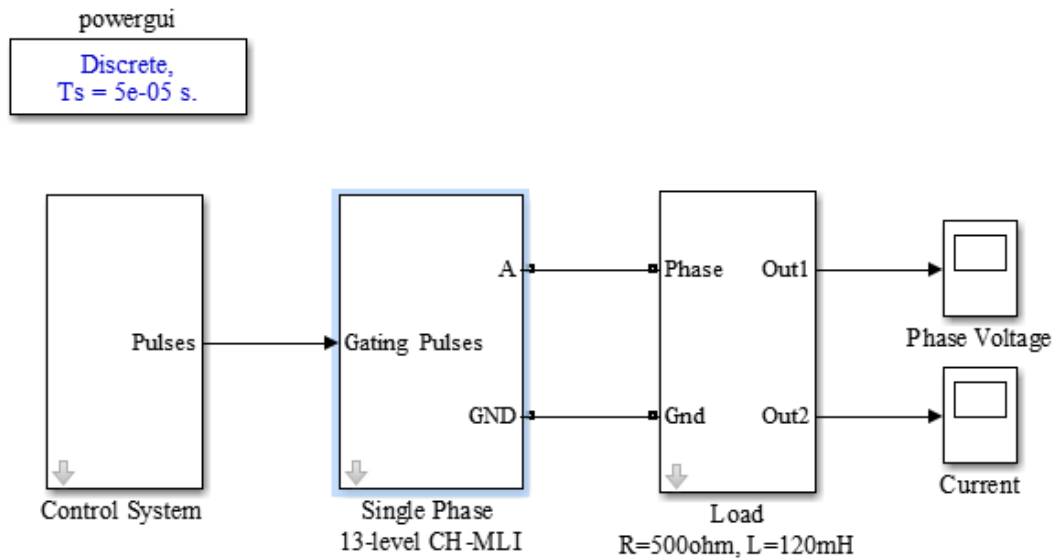 powergui
Discrete,
Ts = 5e-05 s.
Pulses
Control System
Gating Pulses
A
GND
Single Phase
13-level CH-MLI
Phase
Gnd
Out1
Out2
Load
R=500ohm, L=120mH
Phase Voltage
Current